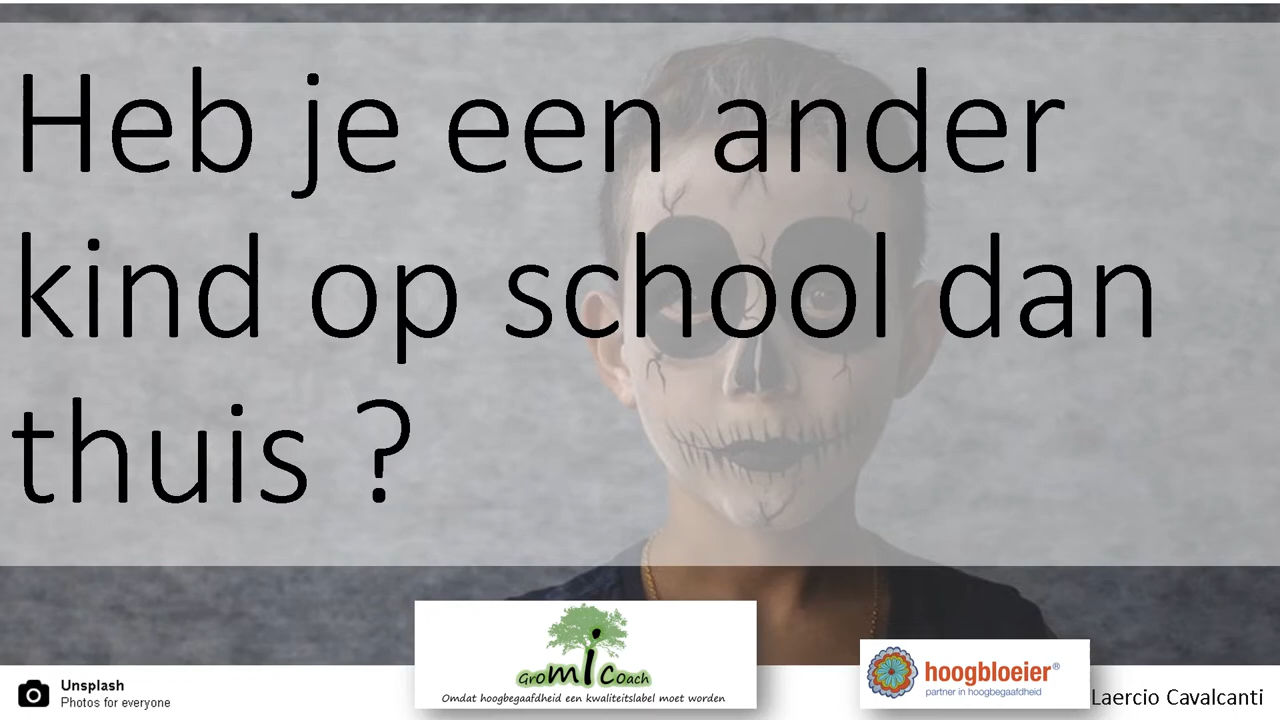 Heb je een ander
kind op school dan
thuis ?
GromiCoach
Omdat hoogbegaafdheid een kwaliteitslabel moet worden
hoogbloeier®
partner in hoogbegaafdheid
Unsplash
Photos for everyone
Laercio Cavalcanti